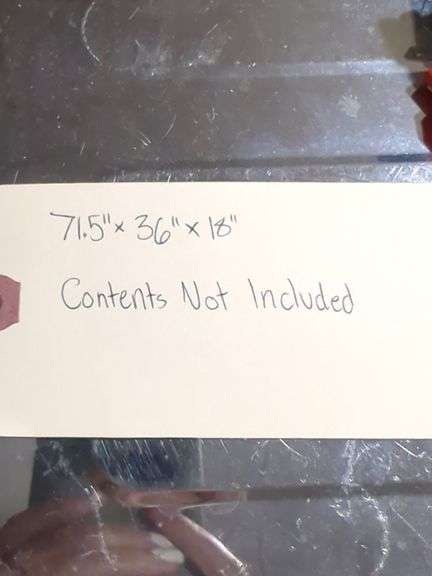 71.5" x 36" x 18"
Contents Not Included